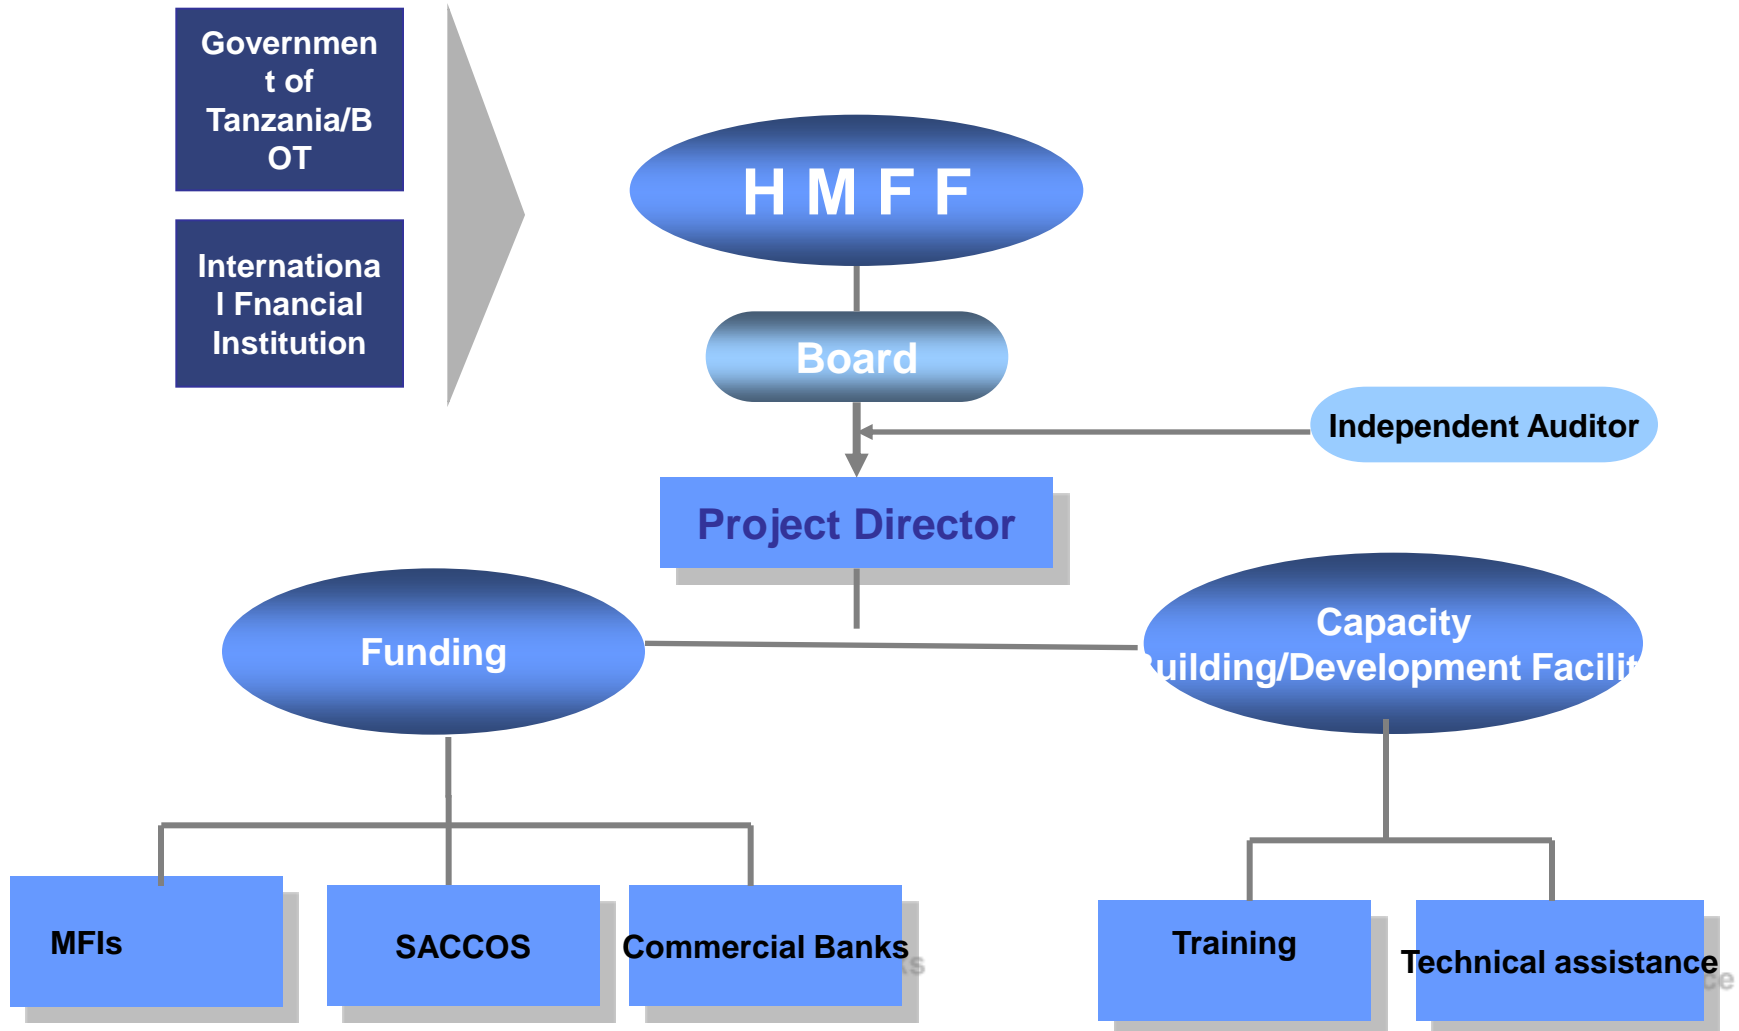 Governmen
t of
Tanzania/B
OT
Internationa
l Fnancial
Institution
H M F F
Board
Independent Auditor
Project Director
Funding
Capacity
uilding/Development Facilit
MFIs
SACCOS
Commercial Banks
Training
Technical assistance